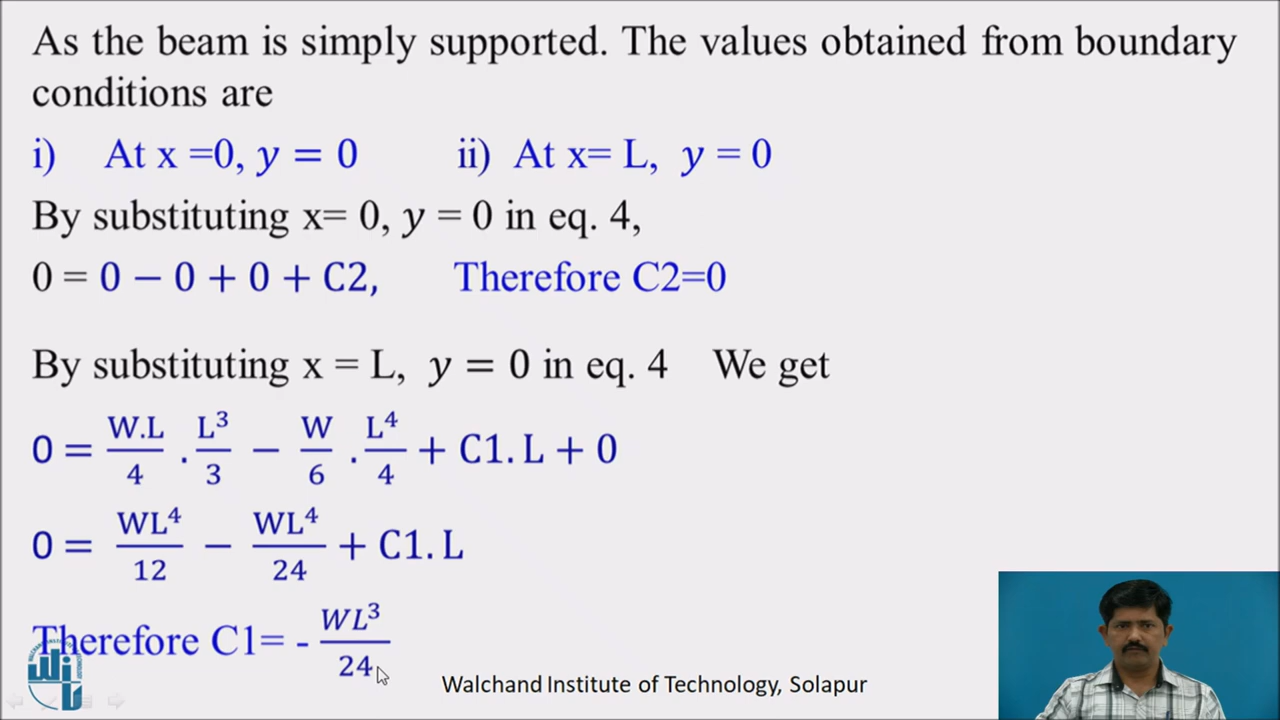 As the beam is simply supported. The values obtained from boundary
conditions are
i) At x =0, y = 0 ii) At x= L, y = 0
By substituting x= 0, y = 0 in eq. 4,
0 = 0 − 0 + 0 + C2, Therefore C2=0
By substituting x = L, y = 0 in eq. 4 We get
0 = W.L/4 . L³/3 − W/6 . L⁴/4 + C1. L + 0
0 = WL⁴/12 − WL⁴/24 + C1. L
Therefore C1= - WL³/24
Walchand Institute of Technology, Solapur